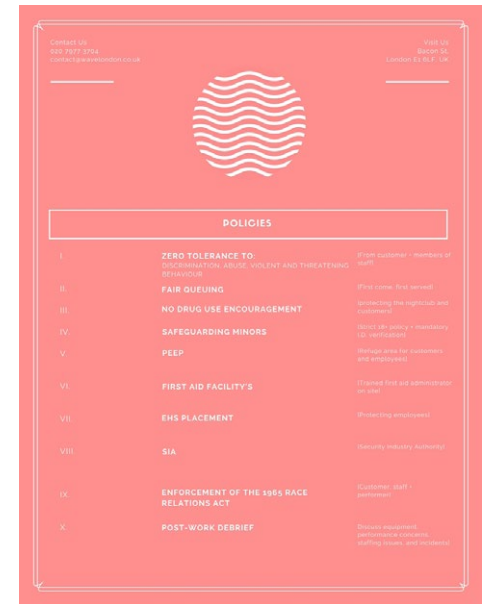 Contact Us
020 7977 3794
contact@wavelondon.co.uk
Visit Us
Bacon St,
London E1 6LF, UK
POLICIES
I. ZERO TOLERANCE TO: (From customer + members of
DISCRIMINATION, ABUSE, VIOLENT AND THREATENING staff)
BEHAVIOUR
II. FAIR QUEUING (First come, first served)
III. NO DRUG USE ENCOURAGEMENT (protecting the nightclub and
customers)
IV. SAFEGUARDING MINORS (Strict 18+ policy + mandatory
I.D. verification)
V. PEEP (Refuge area for customers
and employees)
VI. FIRST AID FACILITY'S (Trained first aid administrator
on site)
VII. EHS PLACEMENT (Protecting employees)
VIII. SIA (Security Industry Authority)
IX. ENFORCEMENT OF THE 1965 RACE (Customer, staff +
RELATIONS ACT performer)
X. POST-WORK DEBRIEF (Discuss equipment,
performance concerns,
staffing issues, and incidents)